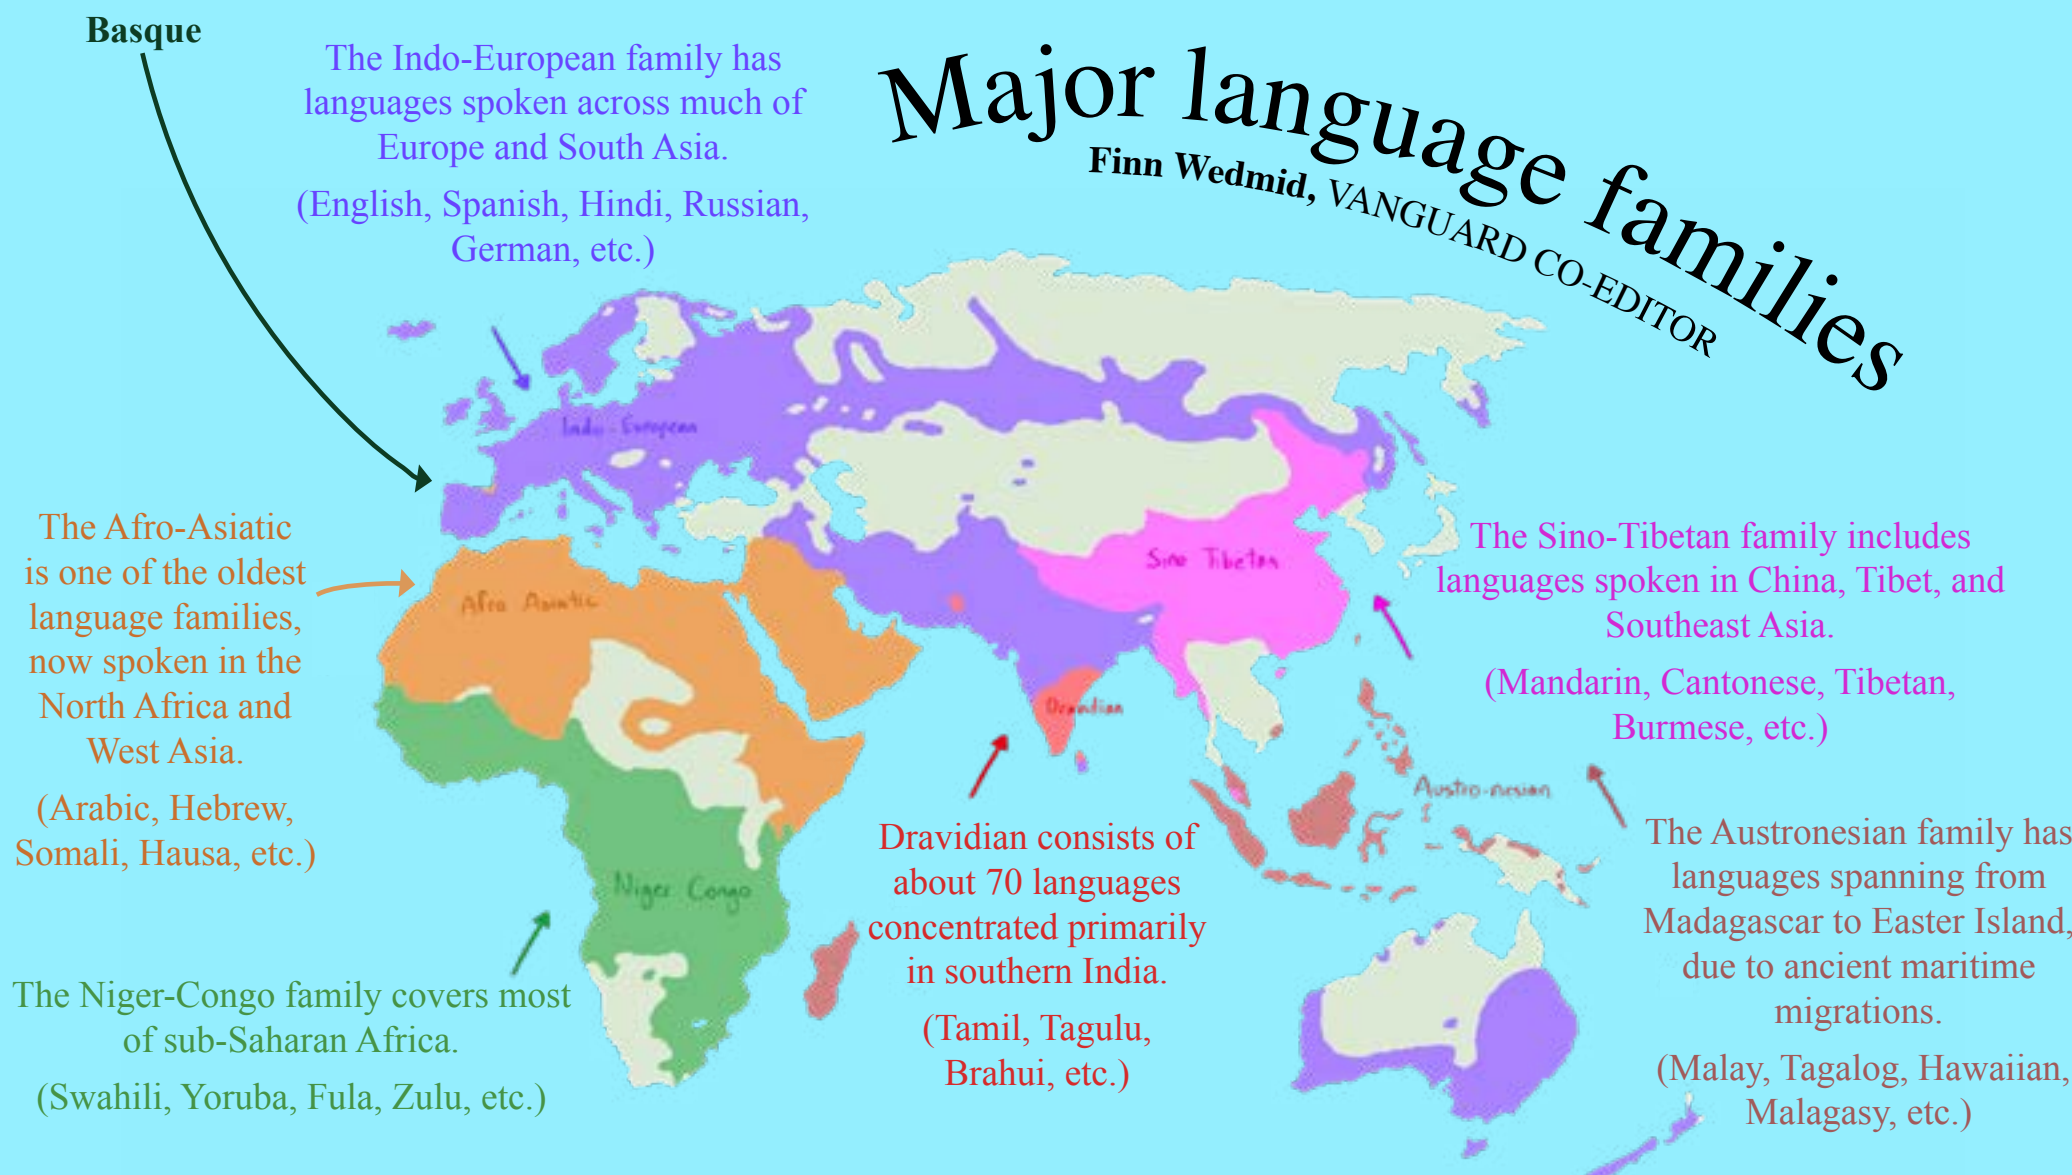 Major language families
Finn Wedmid, VANGUARD CO-EDITOR
Basque
The Indo-European family has
languages spoken across much of
Europe and South Asia.
(English, Spanish, Hindi, Russian,
German, etc.)
Indo-European
The Afro-Asiatic
is one of the oldest
language families,
now spoken in the
North Africa and
West Asia.
(Arabic, Hebrew,
Somali, Hausa, etc.)
Afro Asiatic
Sino Tibetan
The Sino-Tibetan family includes
languages spoken in China, Tibet, and
Southeast Asia.
(Mandarin, Cantonese, Tibetan,
Burmese, etc.)
Dravidian
Dravidian consists of
about 70 languages
concentrated primarily
in southern India.
(Tamil, Tagulu,
Brahui, etc.)
Austro-nesian
The Austronesian family has
languages spanning from
Madagascar to Easter Island,
due to ancient maritime
migrations.
(Malay, Tagalog, Hawaiian,
Malagasy, etc.)
Niger Congo
The Niger-Congo family covers most
of sub-Saharan Africa.
(Swahili, Yoruba, Fula, Zulu, etc.)